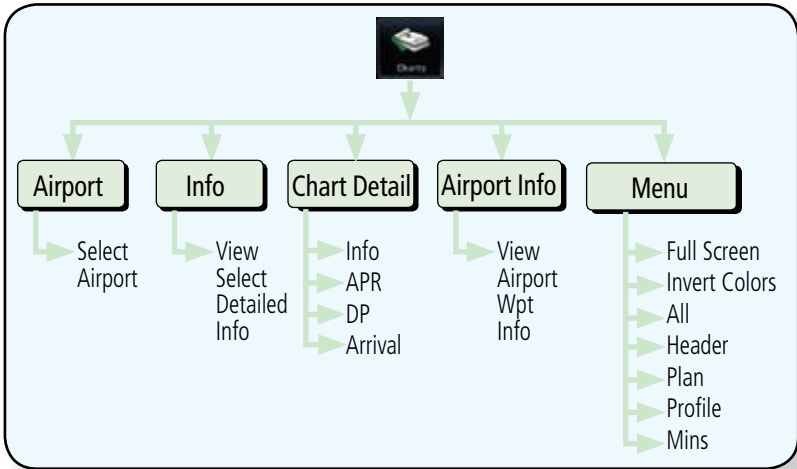 Charts
Airport
Info
Chart Detail
Airport Info
Menu
Select
Airport
View
Select
Detailed
Info
Info
APR
DP
Arrival
View
Airport
Wpt
Info
Full Screen
Invert Colors
All
Header
Plan
Profile
Mins